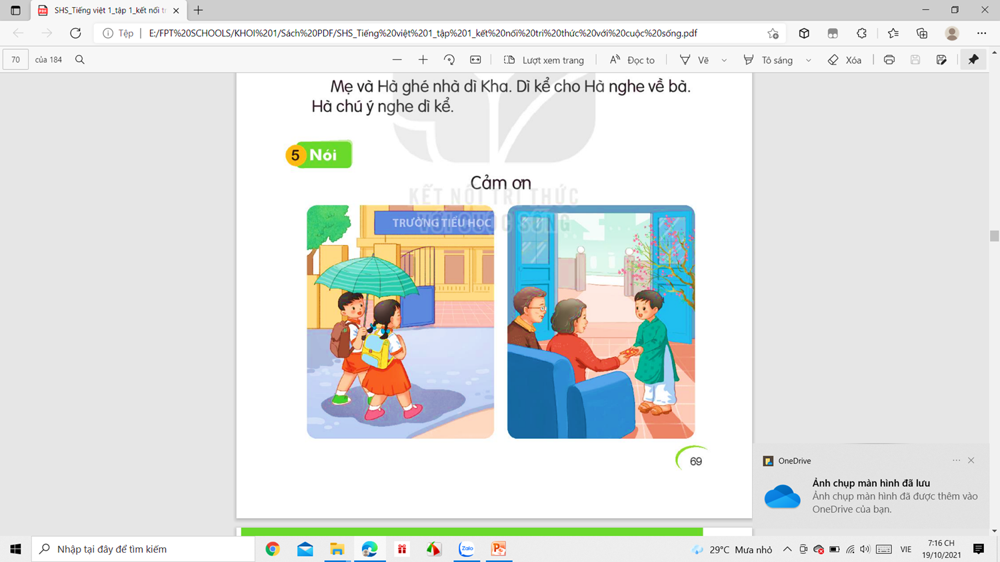 SHS_Tiếng việt 1_tập 1_kết nối tr
Tệp
E:/FPT%20SCHOOLS/KHOI%201/Sách%20PDF/SHS_Tiếng%20việt%201_tập%201_kết%20nối%20tri%20thức%20với%20cuộc%20sống.pdf
70 của 184
Lượt xem trang
Đọc to
Vẽ
Tô sáng
Xóa
Mẹ và Hà ghé nhà dì Kha. Dì kể cho Hà nghe về bà.
Hà chú ý nghe dì kể.
5 Nói
Cảm ơn
KẾT NỐI TRI THỨC
VỚI CUỘC SỐNG
TRƯỜNG TIỂU HỌC
69
OneDrive
Ảnh chụp màn hình đã lưu
Ảnh chụp màn hình đã được thêm vào
OneDrive của bạn.
Nhập tại đây để tìm kiếm
Zalo
29°C Mưa nhỏ
VIE
7:16 CH
19/10/2021